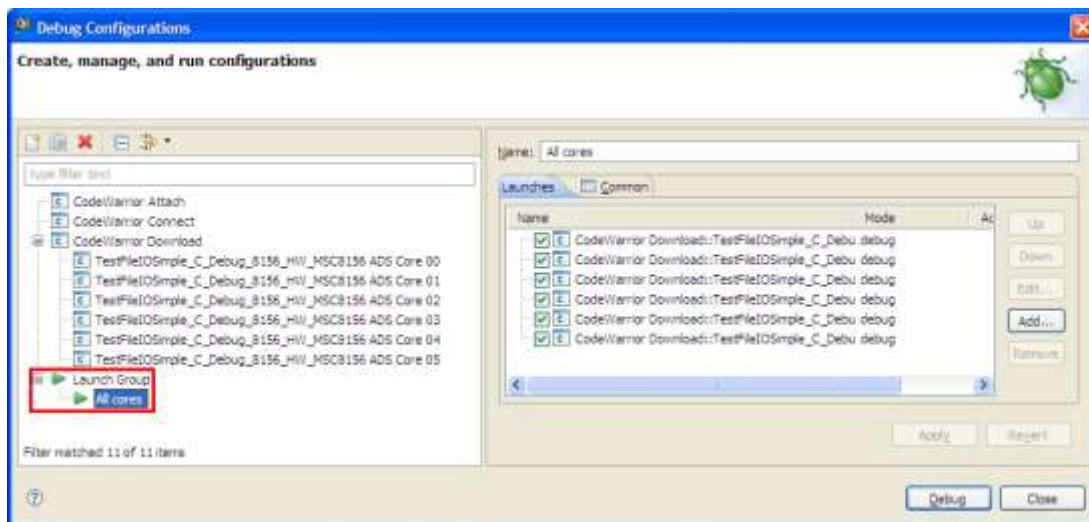 Debug Configurations
Create, manage, and run configurations
type filter text
CodeWarrior Attach
CodeWarrior Connect
CodeWarrior Download
TestFileIOSimple_C_Debug_8156_HW_MSC8156 ADS Core 00
TestFileIOSimple_C_Debug_8156_HW_MSC8156 ADS Core 01
TestFileIOSimple_C_Debug_8156_HW_MSC8156 ADS Core 02
TestFileIOSimple_C_Debug_8156_HW_MSC8156 ADS Core 03
TestFileIOSimple_C_Debug_8156_HW_MSC8156 ADS Core 04
TestFileIOSimple_C_Debug_8156_HW_MSC8156 ADS Core 05
Launch Group
All cores
Filter matched 11 of 11 items
Name: All cores
Launches Common
Name Mode Ac
CodeWarrior Download::TestFileIOSimple_C_Debu debug
CodeWarrior Download::TestFileIOSimple_C_Debu debug
CodeWarrior Download::TestFileIOSimple_C_Debu debug
CodeWarrior Download::TestFileIOSimple_C_Debu debug
CodeWarrior Download::TestFileIOSimple_C_Debu debug
CodeWarrior Download::TestFileIOSimple_C_Debu debug
Up
Down
Edit...
Add...
Remove
Apply Revert
Debug Close